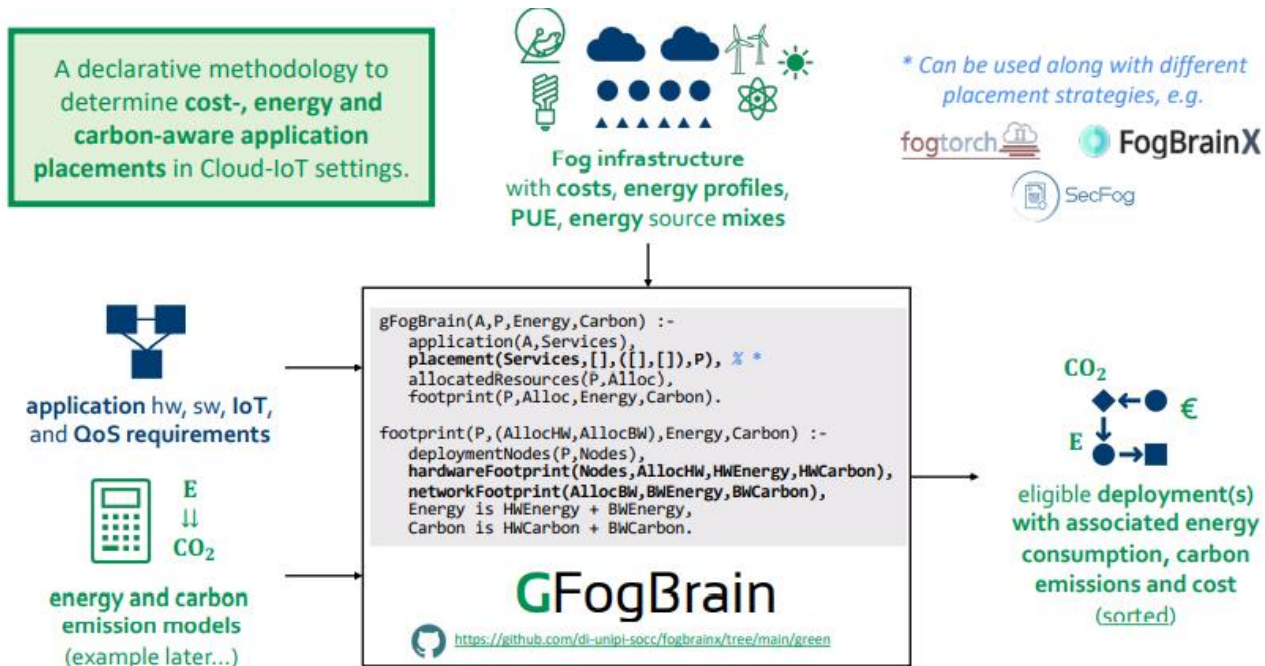 A declarative methodology to
determine cost-, energy and
carbon-aware application
placements in Cloud-IoT settings.
Fog infrastructure
with costs, energy profiles,
PUE, energy source mixes
* Can be used along with different
placement strategies, e.g.
fogtorch
FogBrainX
SecFog
application hw, sw, IoT,
and QoS requirements
E
⇊
CO2
energy and carbon
emission models
(example later...)
gFogBrain(A,P,Energy,Carbon) :-
application(A,Services),
placement(Services,[],([],[]),P), % *
allocatedResources(P,Alloc),
footprint(P,Alloc,Energy,Carbon).
footprint(P,(AllocHW,AllocBW),Energy,Carbon) :-
deploymentNodes(P,Nodes),
hardwareFootprint(Nodes,AllocHW,HWEnergy,HWCarbon),
networkFootprint(AllocBW,BWEnergy,BWCarbon),
Energy is HWEnergy + BWEnergy,
Carbon is HWCarbon + BWCarbon.
GFogBrain
https://github.com/di-unipi-socc/fogbrainx/tree/main/green
CO2
€
E
eligible deployment(s)
with associated energy
consumption, carbon
emissions and cost
(sorted)